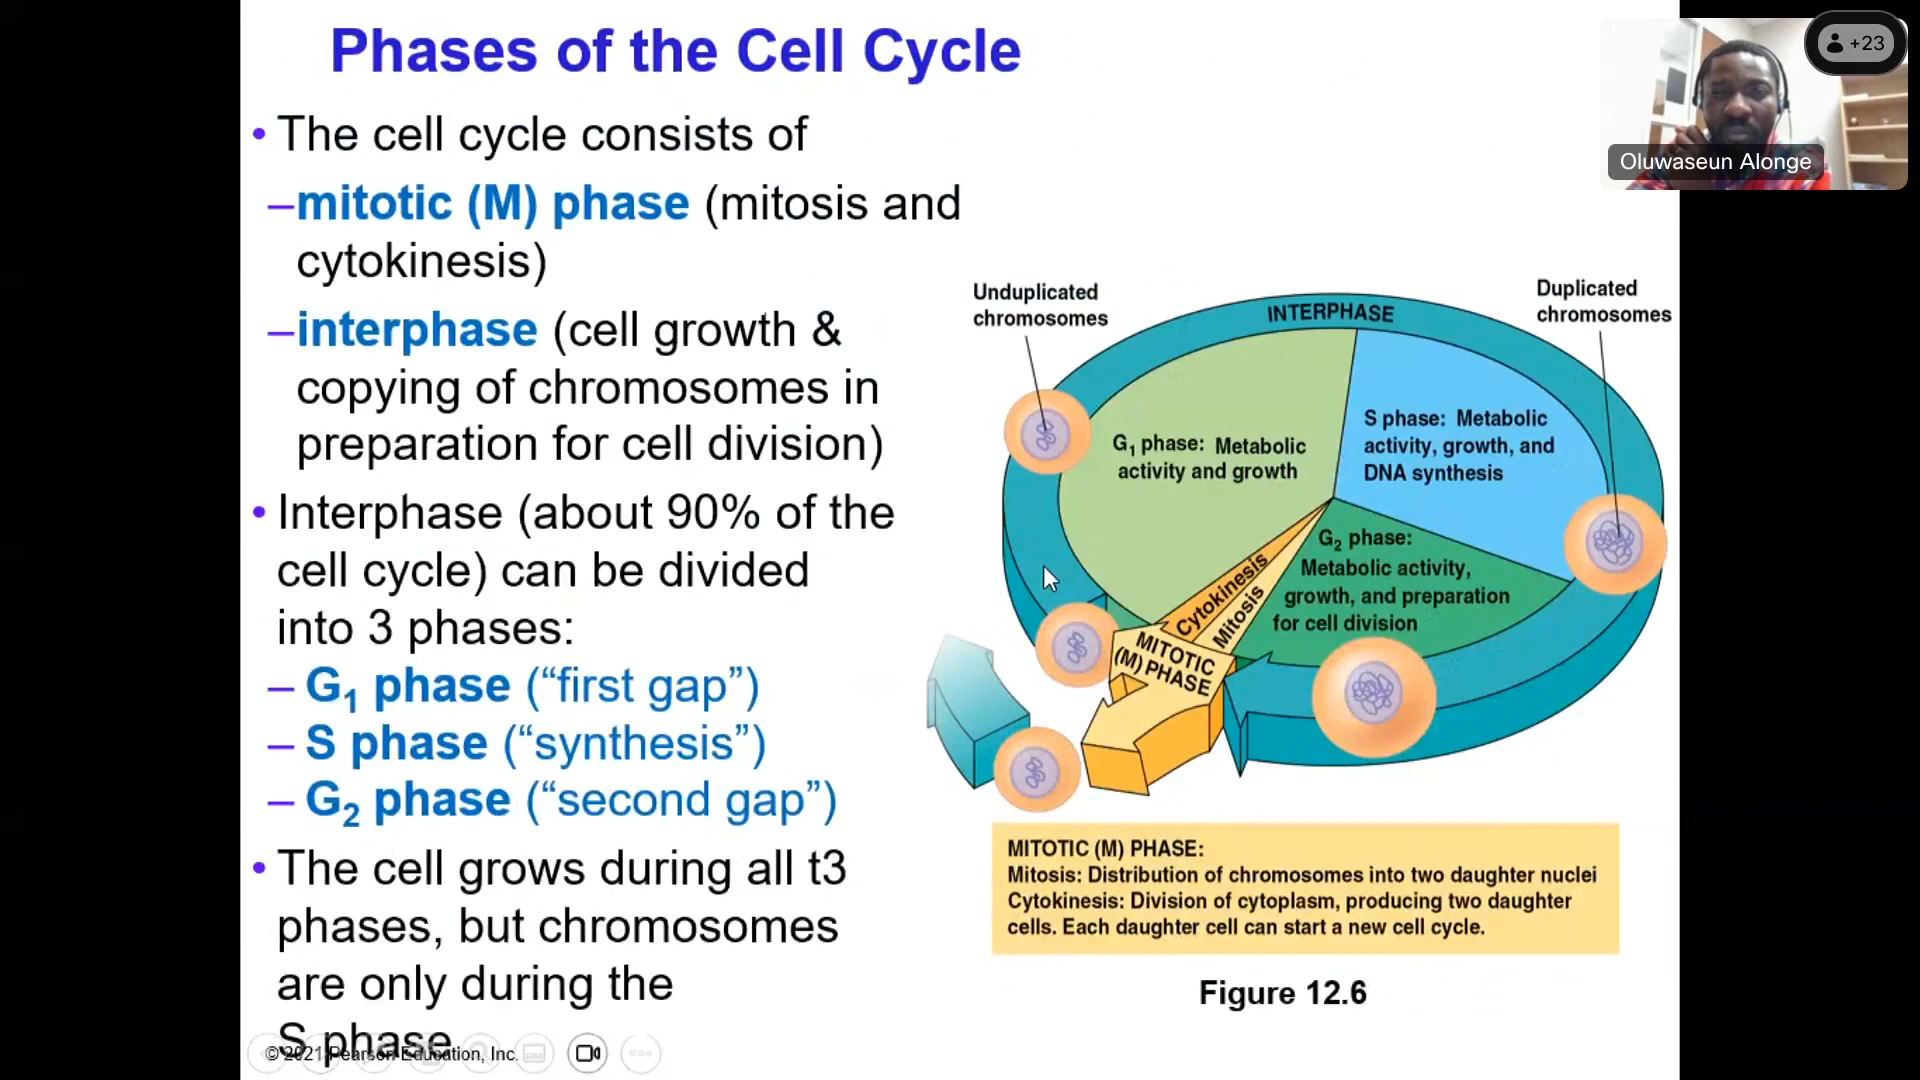 Phases of the Cell Cycle
• The cell cycle consists of
–mitotic (M) phase (mitosis and
cytokinesis)
–interphase (cell growth &
copying of chromosomes in
preparation for cell division)
• Interphase (about 90% of the
cell cycle) can be divided
into 3 phases:
– G₁ phase (“first gap”)
– S phase (“synthesis”)
– G₂ phase (“second gap”)
• The cell grows during all t3
phases, but chromosomes
are only during the
S phase
©2021 Pearson Education, Inc.
+23
Oluwaseun Alonge
Unduplicated
chromosomes
INTERPHASE
Duplicated
chromosomes
G₁ phase: Metabolic
activity and growth
S phase: Metabolic
activity, growth, and
DNA synthesis
G₂ phase:
Metabolic activity,
growth, and preparation
for cell division
Cytokinesis
Mitosis
MITOTIC
(M) PHASE
MITOTIC (M) PHASE:
Mitosis: Distribution of chromosomes into two daughter nuclei
Cytokinesis: Division of cytoplasm, producing two daughter
cells. Each daughter cell can start a new cell cycle.
Figure 12.6